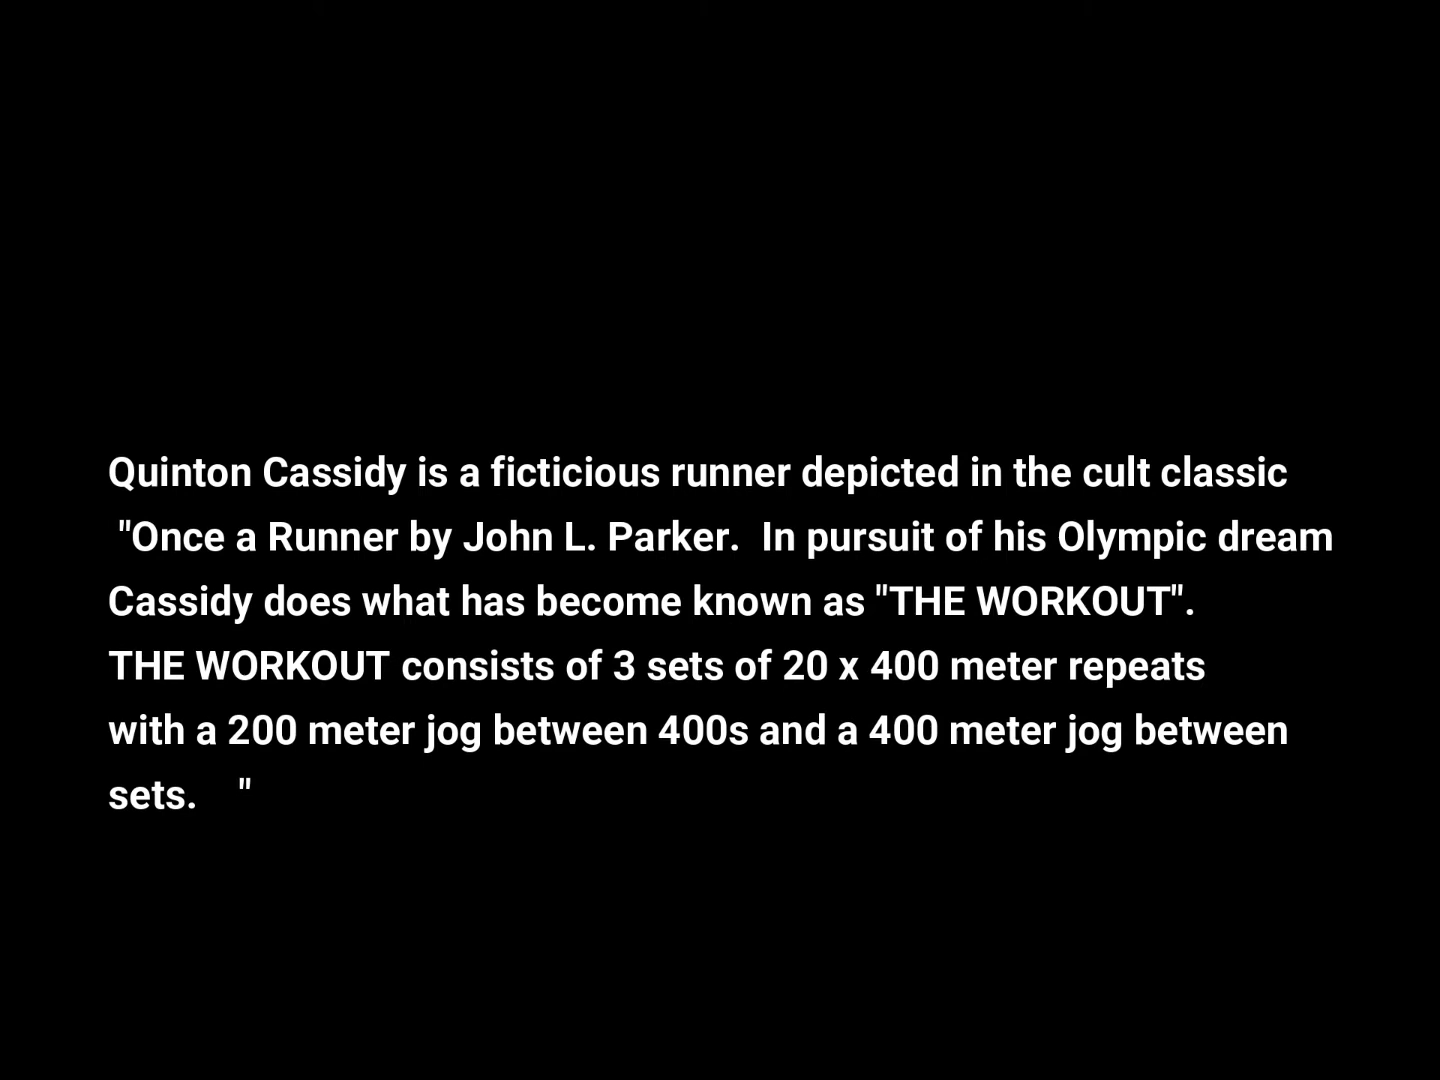 Quinton Cassidy is a ficticious runner depicted in the cult classic
"Once a Runner by John L. Parker.  In pursuit of his Olympic dream
Cassidy does what has become known as "THE WORKOUT".
THE WORKOUT consists of 3 sets of 20 x 400 meter repeats
with a 200 meter jog between 400s and a 400 meter jog between
sets.    "